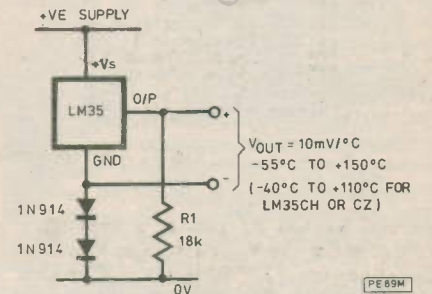 +VE SUPPLY
+Vs
LM35
O/P
+
GND
-
VOUT = 10mV/°C
-55°C TO +150°C
(-40°C TO +110°C FOR
LM35CH OR CZ)
1N914
1N914
R1
18k
0V
PE89M